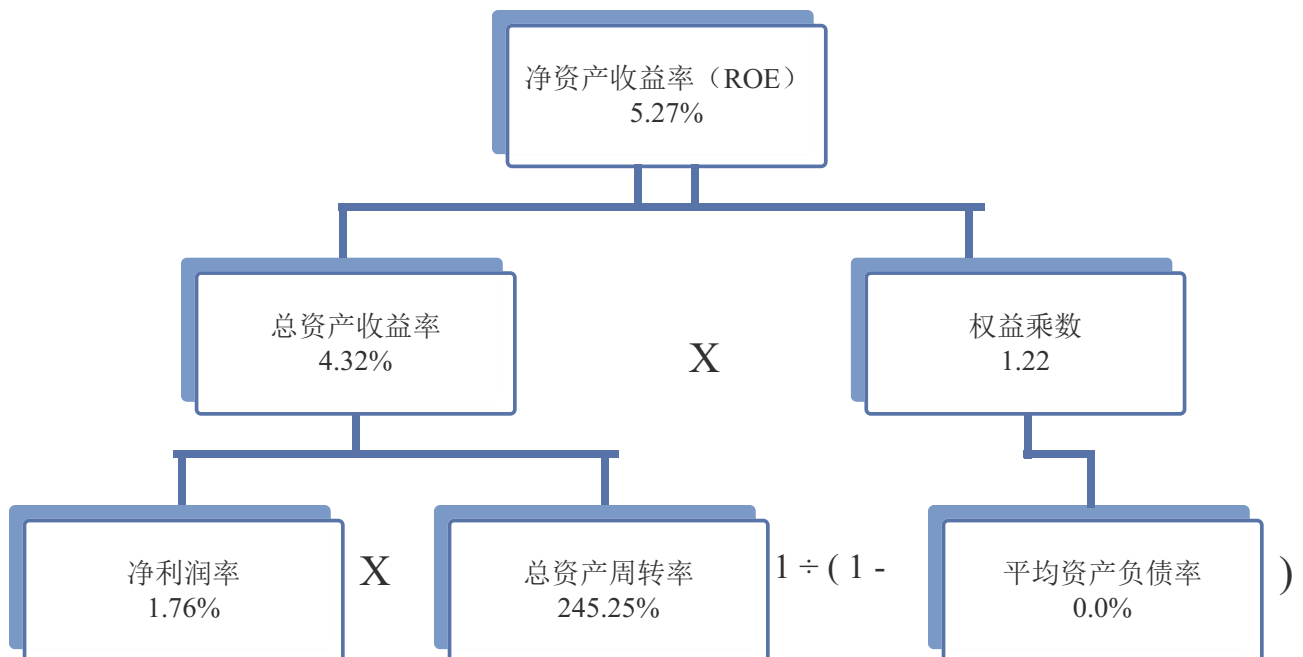 净资产收益率（ROE）
5.27%
总资产收益率
4.32%
X
权益乘数
1.22
净利润率
1.76%
X
总资产周转率
245.25%
1 ÷ ( 1 -
平均资产负债率
0.0%
)